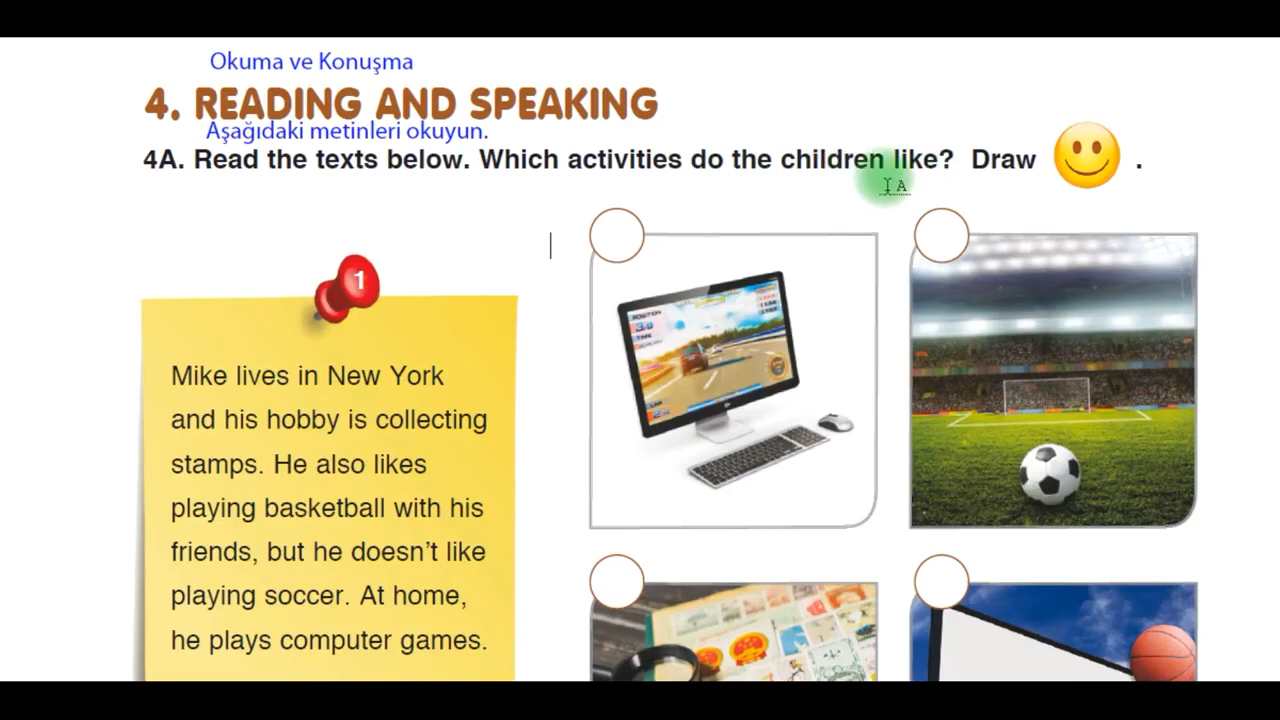 Okuma ve Konuşma
4. READING AND SPEAKING
Aşağıdaki metinleri okuyun.
4A. Read the texts below. Which activities do the children like? Draw .
A
1
Mike lives in New York
and his hobby is collecting
stamps. He also likes
playing basketball with his
friends, but he doesn't like
playing soccer. At home,
he plays computer games.
POSITION